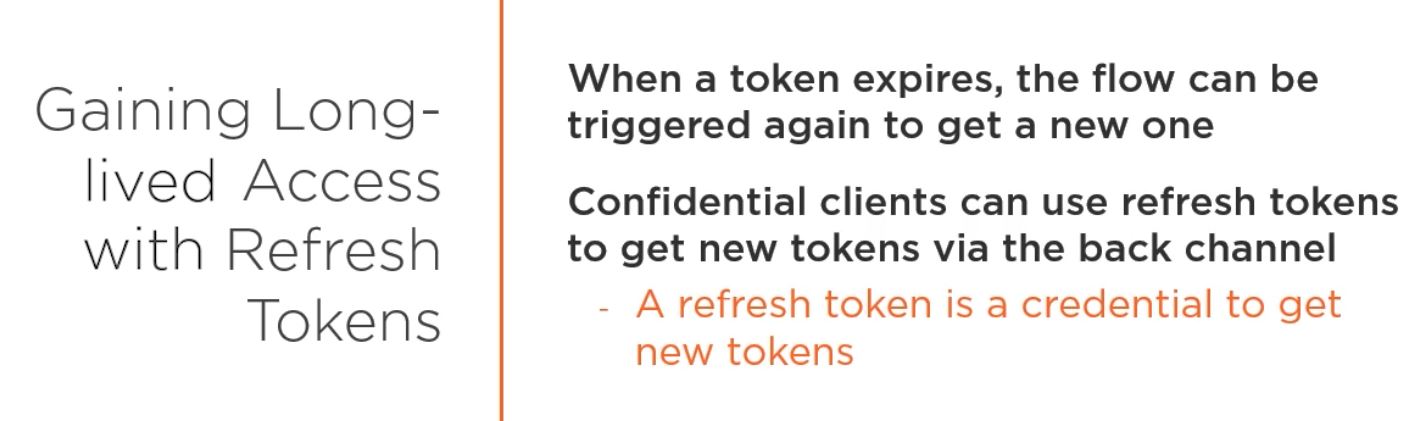 Gaining Long-
lived Access
with Refresh
Tokens
When a token expires, the flow can be
triggered again to get a new one
Confidential clients can use refresh tokens
to get new tokens via the back channel
- A refresh token is a credential to get
new tokens